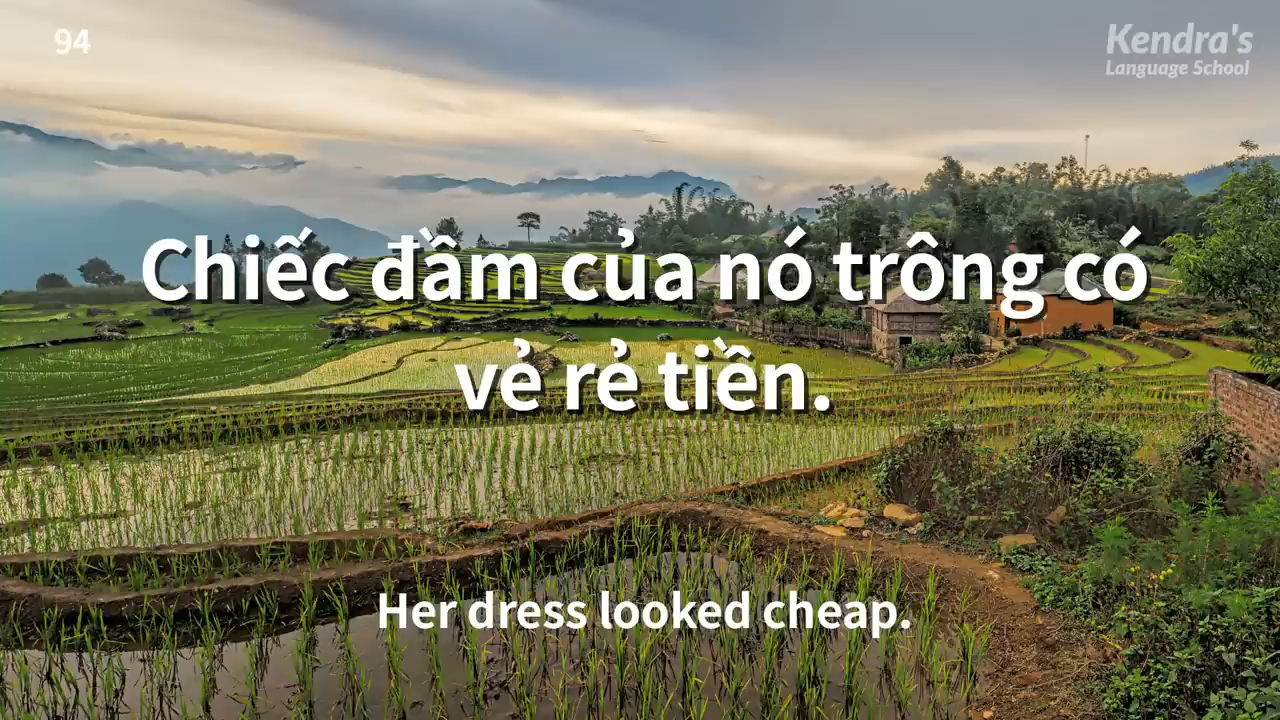 94
Kendra's
Language School
Chiếc đầm của nó trông có
vẻ rẻ tiền.
Her dress looked cheap.